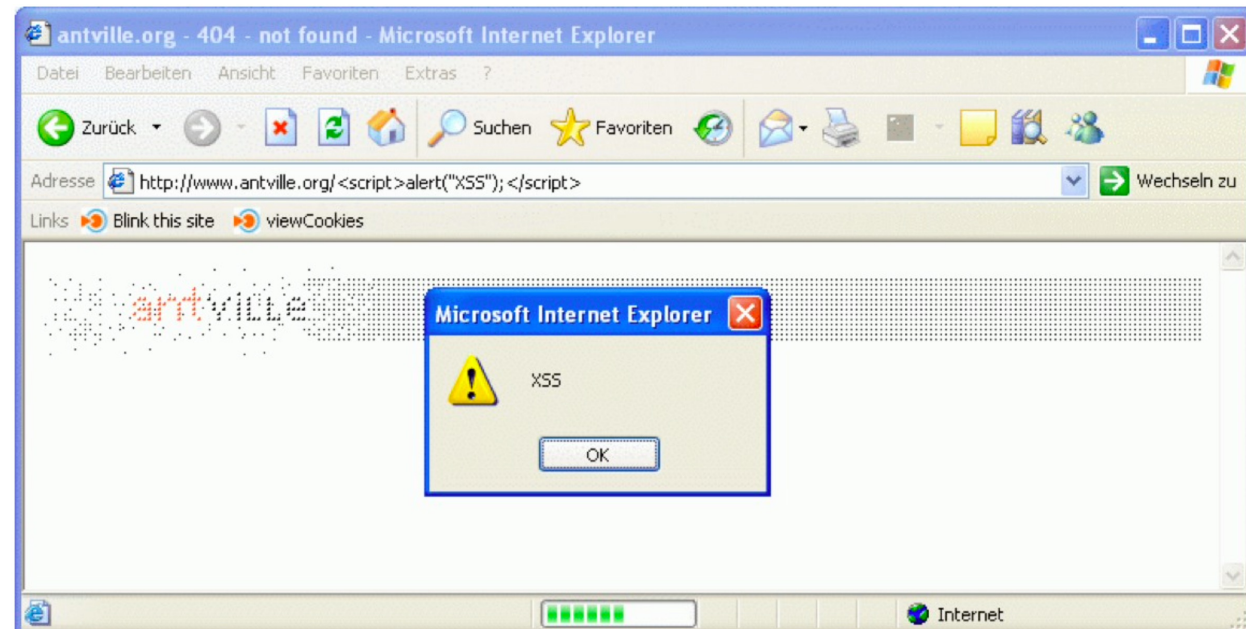 antville.org - 404 - not found - Microsoft Internet Explorer
Datei Bearbeiten Ansicht Favoriten Extras ?
Zurück Suchen Favoriten
Adresse http://www.antville.org/<script>alert("XSS");</script> Wechseln zu
Links Blink this site viewCookies
antville
Microsoft Internet Explorer
XSS
OK
Internet